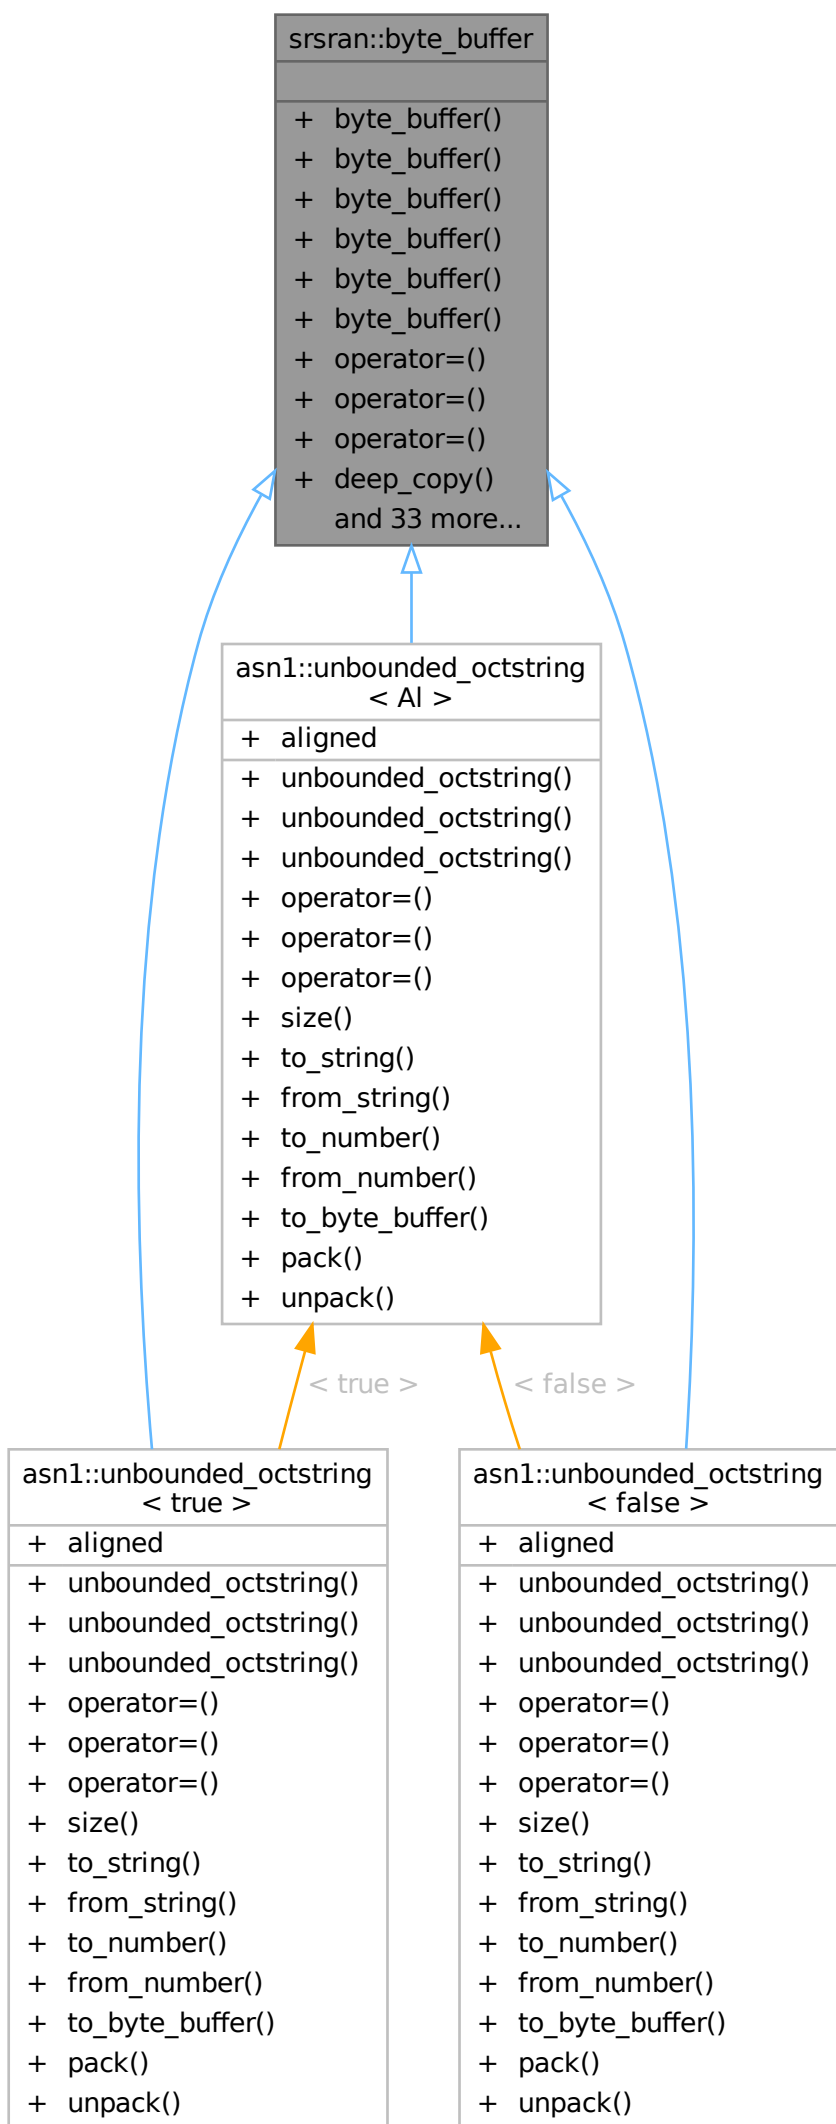 srsran::byte_buffer
+ byte_buffer()
+ byte_buffer()
+ byte_buffer()
+ byte_buffer()
+ byte_buffer()
+ byte_buffer()
+ operator=()
+ operator=()
+ operator=()
+ deep_copy()
and 33 more...
asn1::unbounded_octstring
< Al >
+ aligned
+ unbounded_octstring()
+ unbounded_octstring()
+ unbounded_octstring()
+ operator=()
+ operator=()
+ operator=()
+ size()
+ to_string()
+ from_string()
+ to_number()
+ from_number()
+ to_byte_buffer()
+ pack()
+ unpack()
< true >
< false >
asn1::unbounded_octstring
< true >
+ aligned
+ unbounded_octstring()
+ unbounded_octstring()
+ unbounded_octstring()
+ operator=()
+ operator=()
+ operator=()
+ size()
+ to_string()
+ from_string()
+ to_number()
+ from_number()
+ to_byte_buffer()
+ pack()
+ unpack()
asn1::unbounded_octstring
< false >
+ aligned
+ unbounded_octstring()
+ unbounded_octstring()
+ unbounded_octstring()
+ operator=()
+ operator=()
+ operator=()
+ size()
+ to_string()
+ from_string()
+ to_number()
+ from_number()
+ to_byte_buffer()
+ pack()
+ unpack()